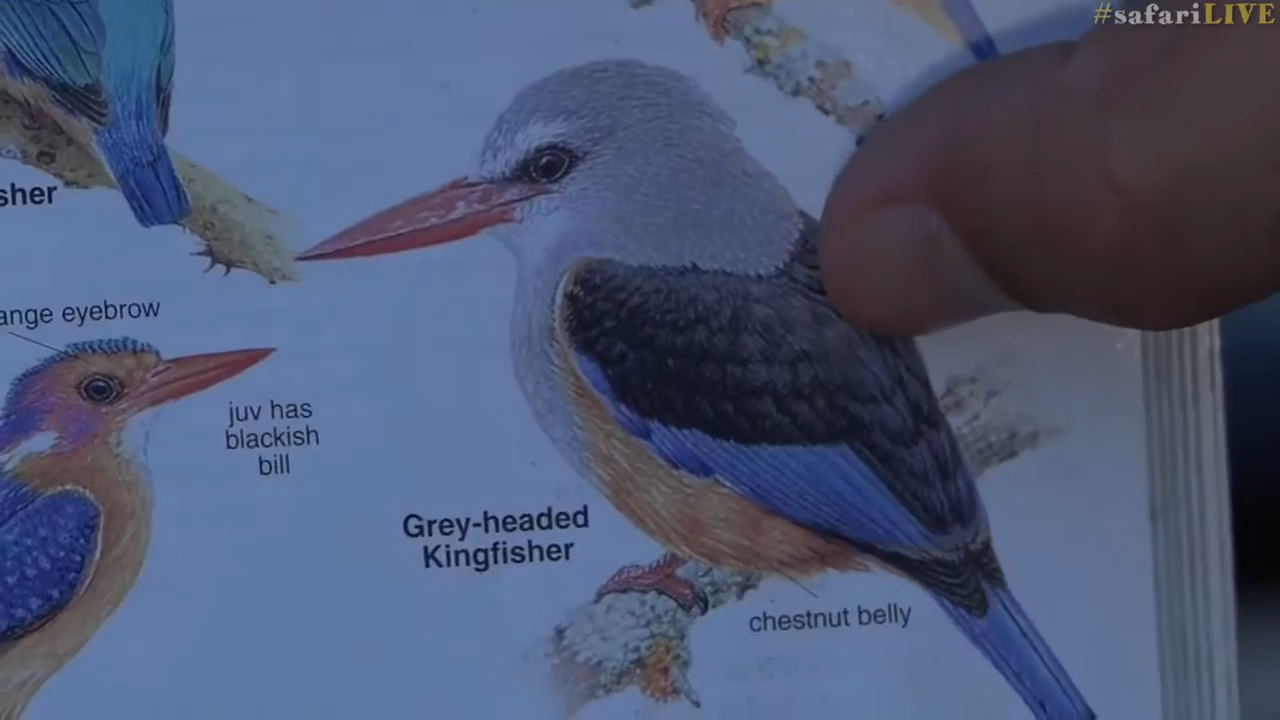 #safariLIVE
sher
ange eyebrow
juv has
blackish
bill
Grey-headed
Kingfisher
chestnut belly